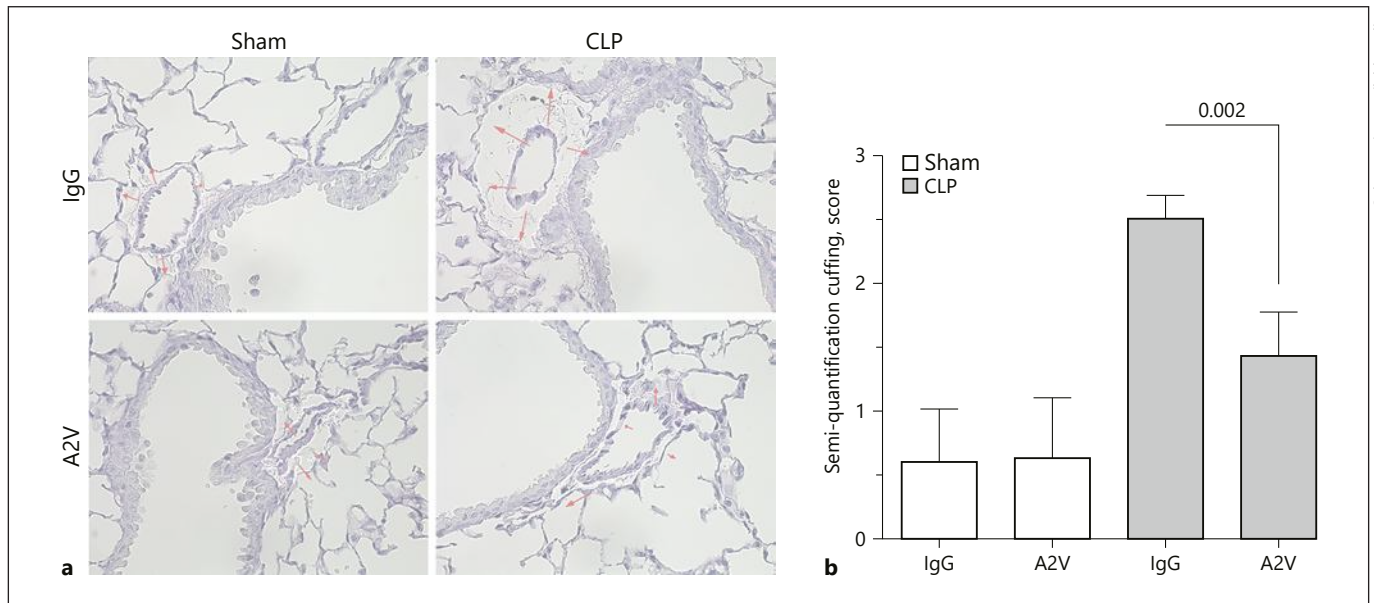 Sham
CLP
IgG
A2V
a
0.002
Sham
CLP
Semi-quantification cuffing, score
3
2
1
0
IgG
A2V
IgG
A2V
b